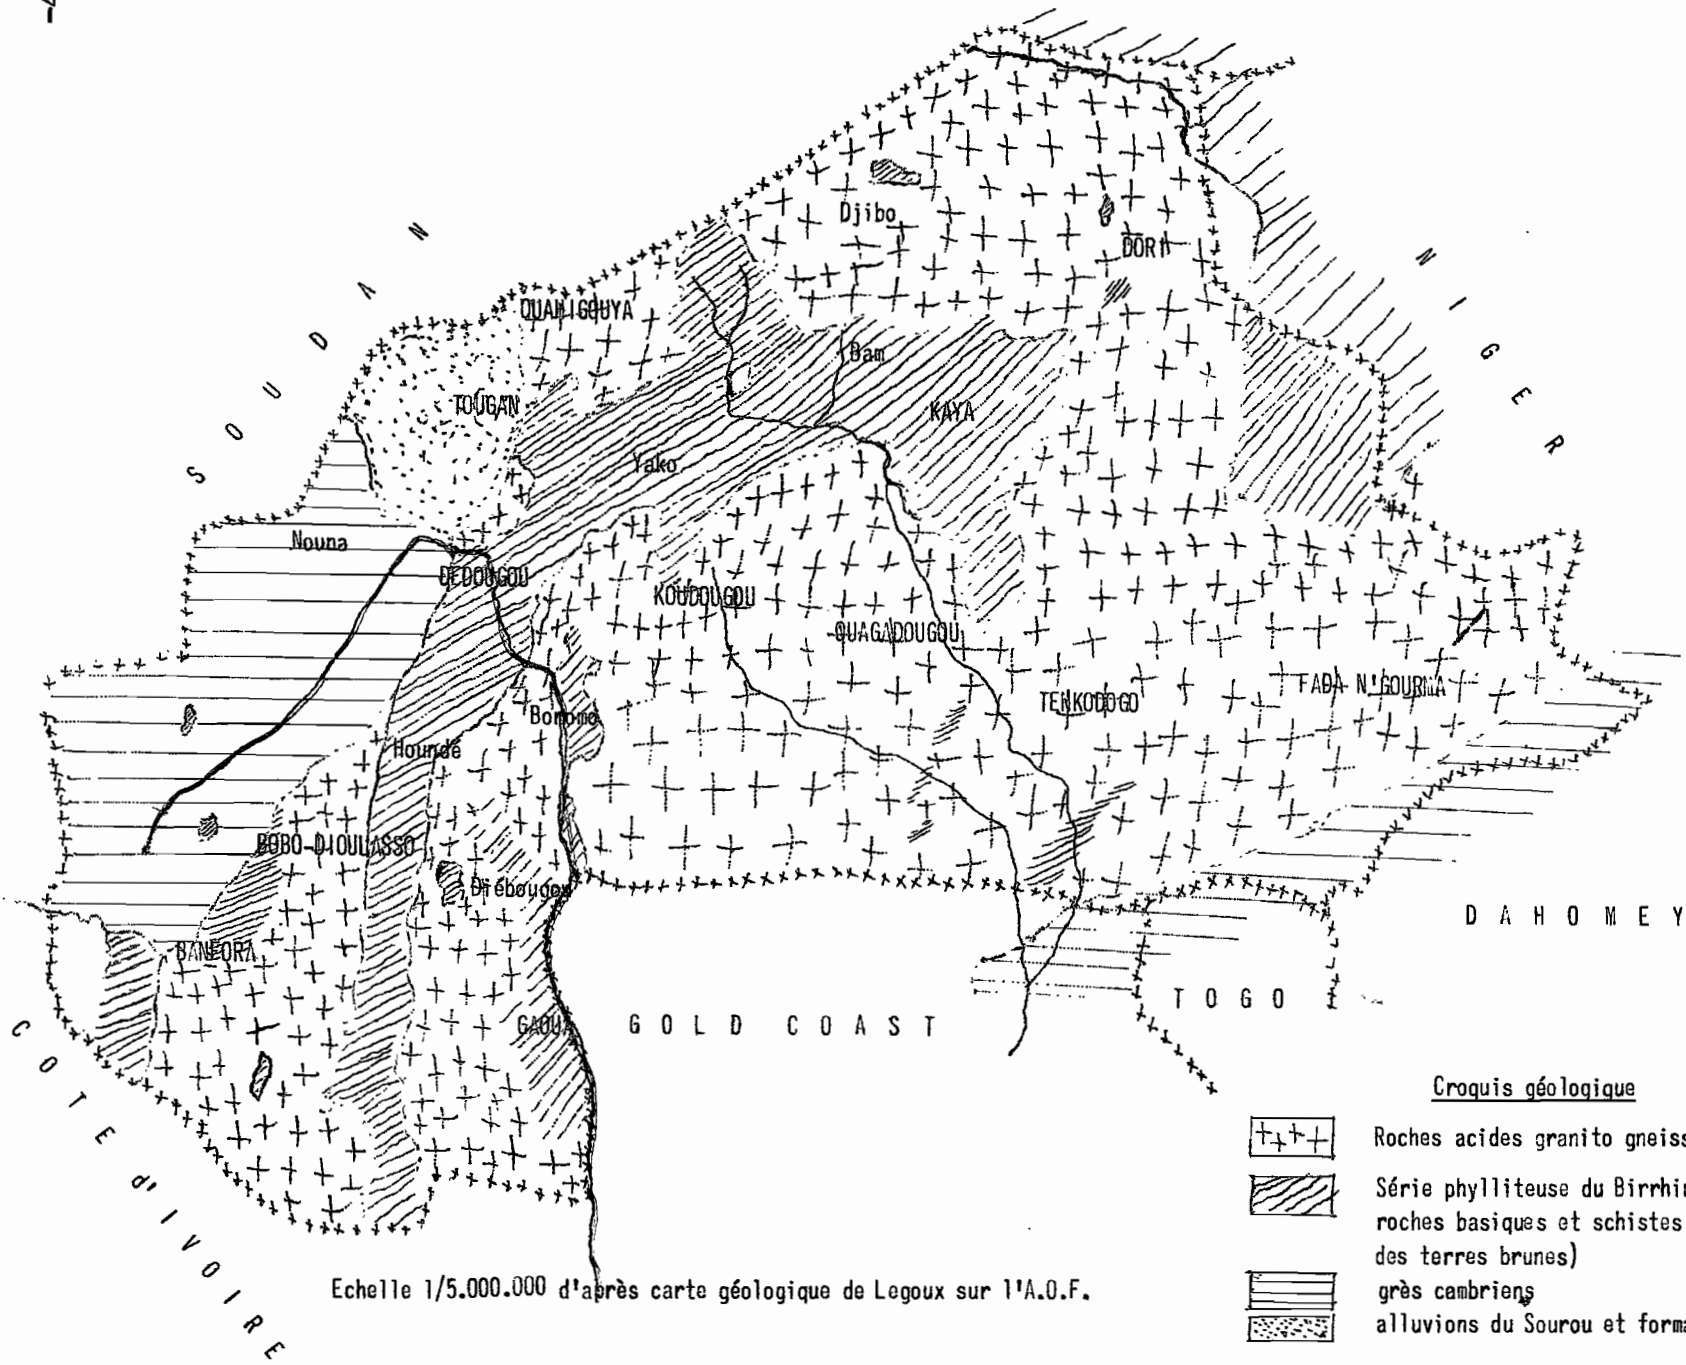 SOUDAN
NIGER
Djibo
DORI
OUAHIGOUYA
Bam
TOUGAN
KAYA
Yako
Nouna
DEDOUGOU
KOUDOUGOU
OUAGADOUGOU
FADA N'GOURMA
TENKODOGO
Boromo
Houndé
BOBO-DIOULASSO
Diébougou
DAHOMEY
BANFORA
TOGO
GAOUA
GOLD COAST
COTE d'IVOIRE
Croquis géologique
Roches acides granito gneiss
Série phylliteuse du Birrhi
roches basiques et schistes
des terres brunes)
grès cambriens
alluvions du Sourou et forma
Echelle 1/5.000.000 d'après carte géologique de Legoux sur l'A.O.F.